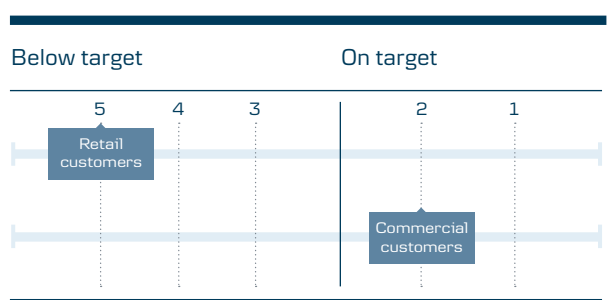 Below target
On target
5 4 3 2 1
Retail
customers
Commercial
customers